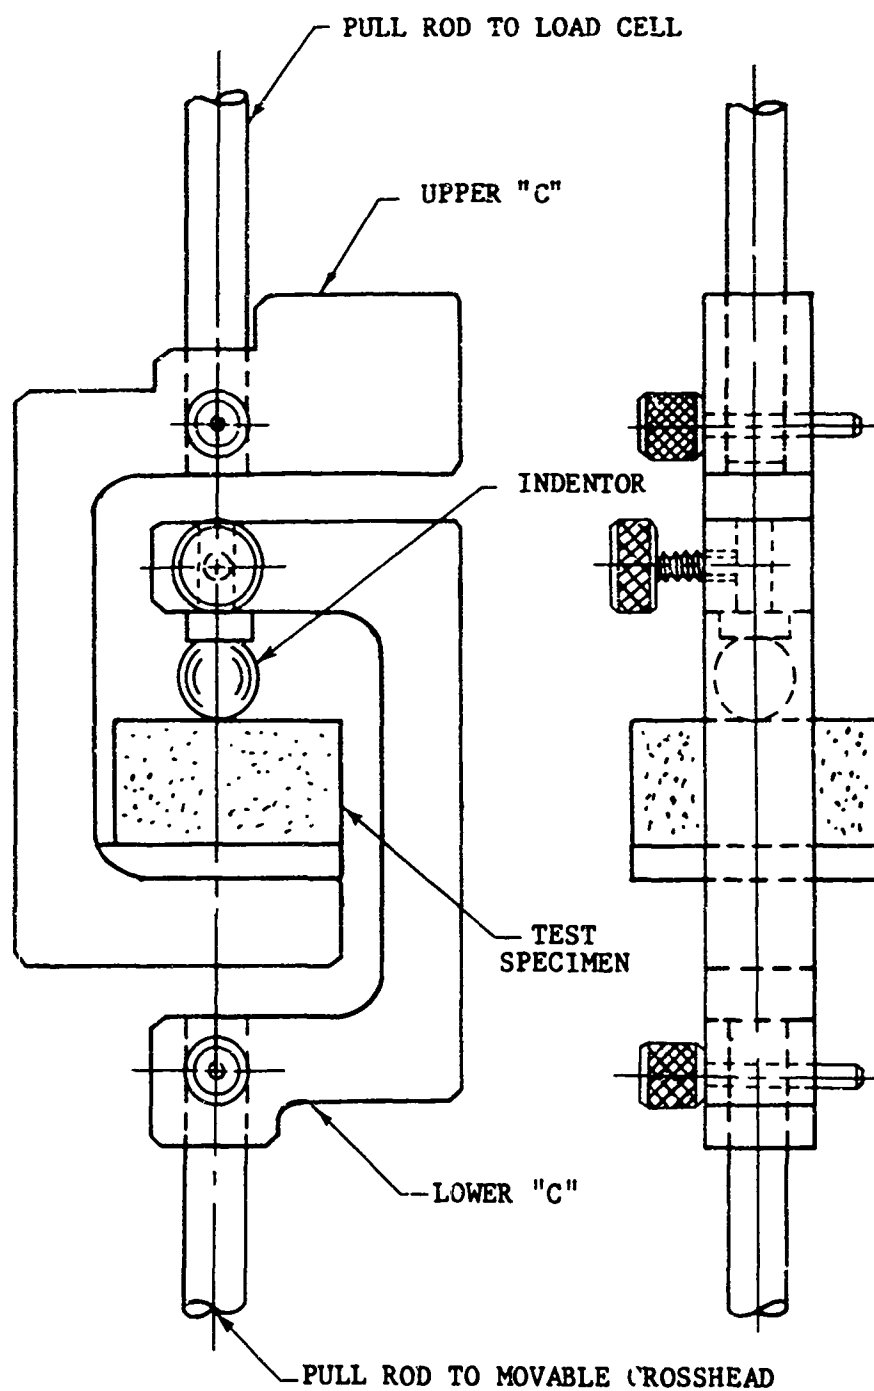 PULL ROD TO LOAD CELL
UPPER "C"
INDENTOR
TEST
SPECIMEN
LOWER "C"
PULL ROD TO MOVABLE CROSSHEAD